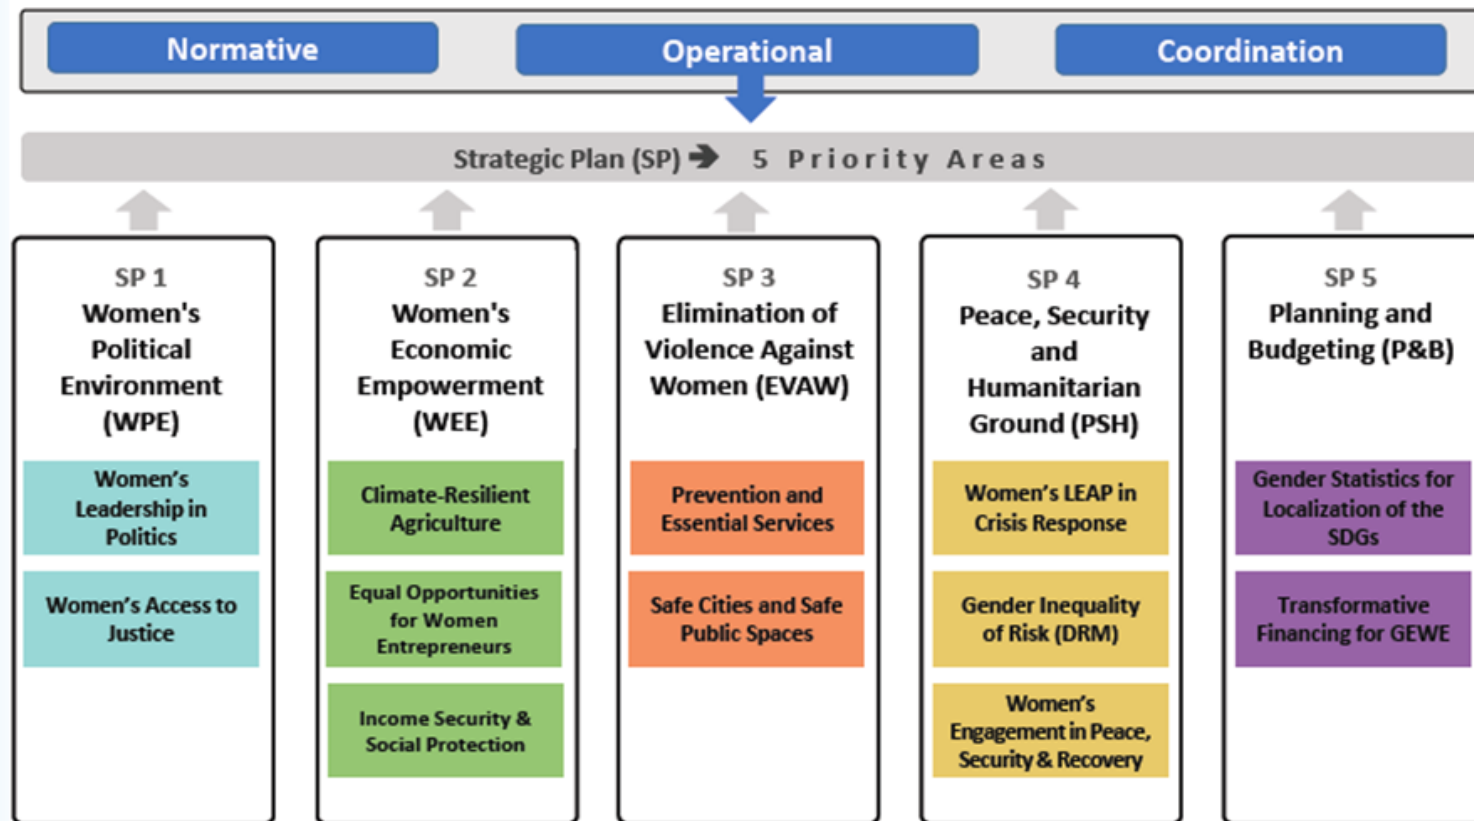 Normative
Operational
Coordination
Strategic Plan (SP) ➔ 5 Priority Areas
SP 1
Women's
Political
Environment
(WPE)
Women's
Leadership in
Politics
Women's Access to
Justice
SP 2
Women's
Economic
Empowerment
(WEE)
Climate-Resilient
Agriculture
Equal Opportunities
for Women
Entrepreneurs
Income Security &
Social Protection
SP 3
Elimination of
Violence Against
Women (EVAW)
Prevention and
Essential Services
Safe Cities and Safe
Public Spaces
SP 4
Peace, Security
and
Humanitarian
Ground (PSH)
Women's LEAP in
Crisis Response
Gender Inequality
of Risk (DRM)
Women's
Engagement in Peace,
Security & Recovery
SP 5
Planning and
Budgeting (P&B)
Gender Statistics for
Localization of the
SDGs
Transformative
Financing for GEWE